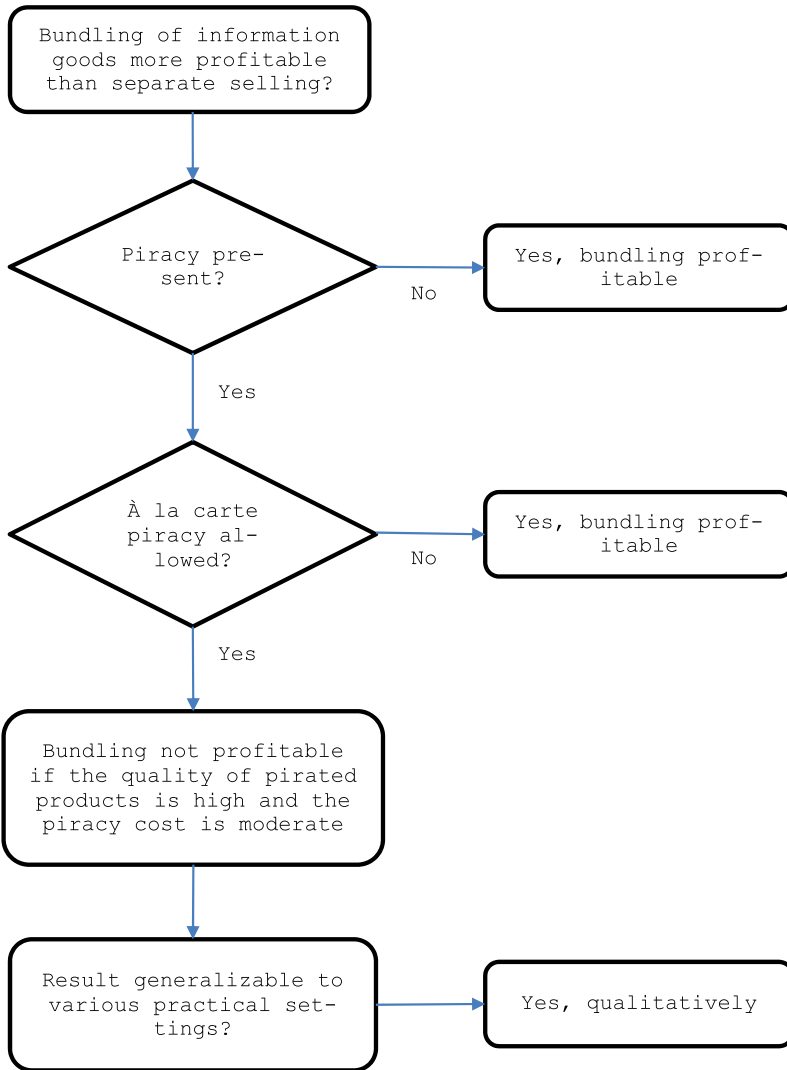 Bundling of information
goods more profitable
than separate selling?
Piracy pre-
sent?
Yes, bundling prof-
itable
No
Yes
À la carte
piracy al-
lowed?
Yes, bundling prof-
itable
No
Yes
Bundling not profitable
if the quality of pirated
products is high and the
piracy cost is moderate
Result generalizable to
various practical set-
tings?
Yes, qualitatively